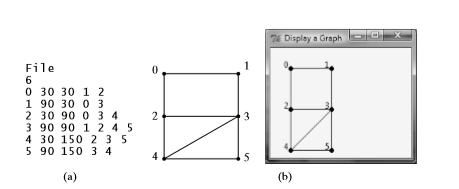 File
6
0 30 30 1 2
1 90 30 0 3
2 30 90 0 3 4
3 90 90 1 2 4 5
4 30 150 2 3 5
5 90 150 3 4
(a)
0 1
2 3
4 5
Display a Graph
0 1
2 3
4 5
(b)